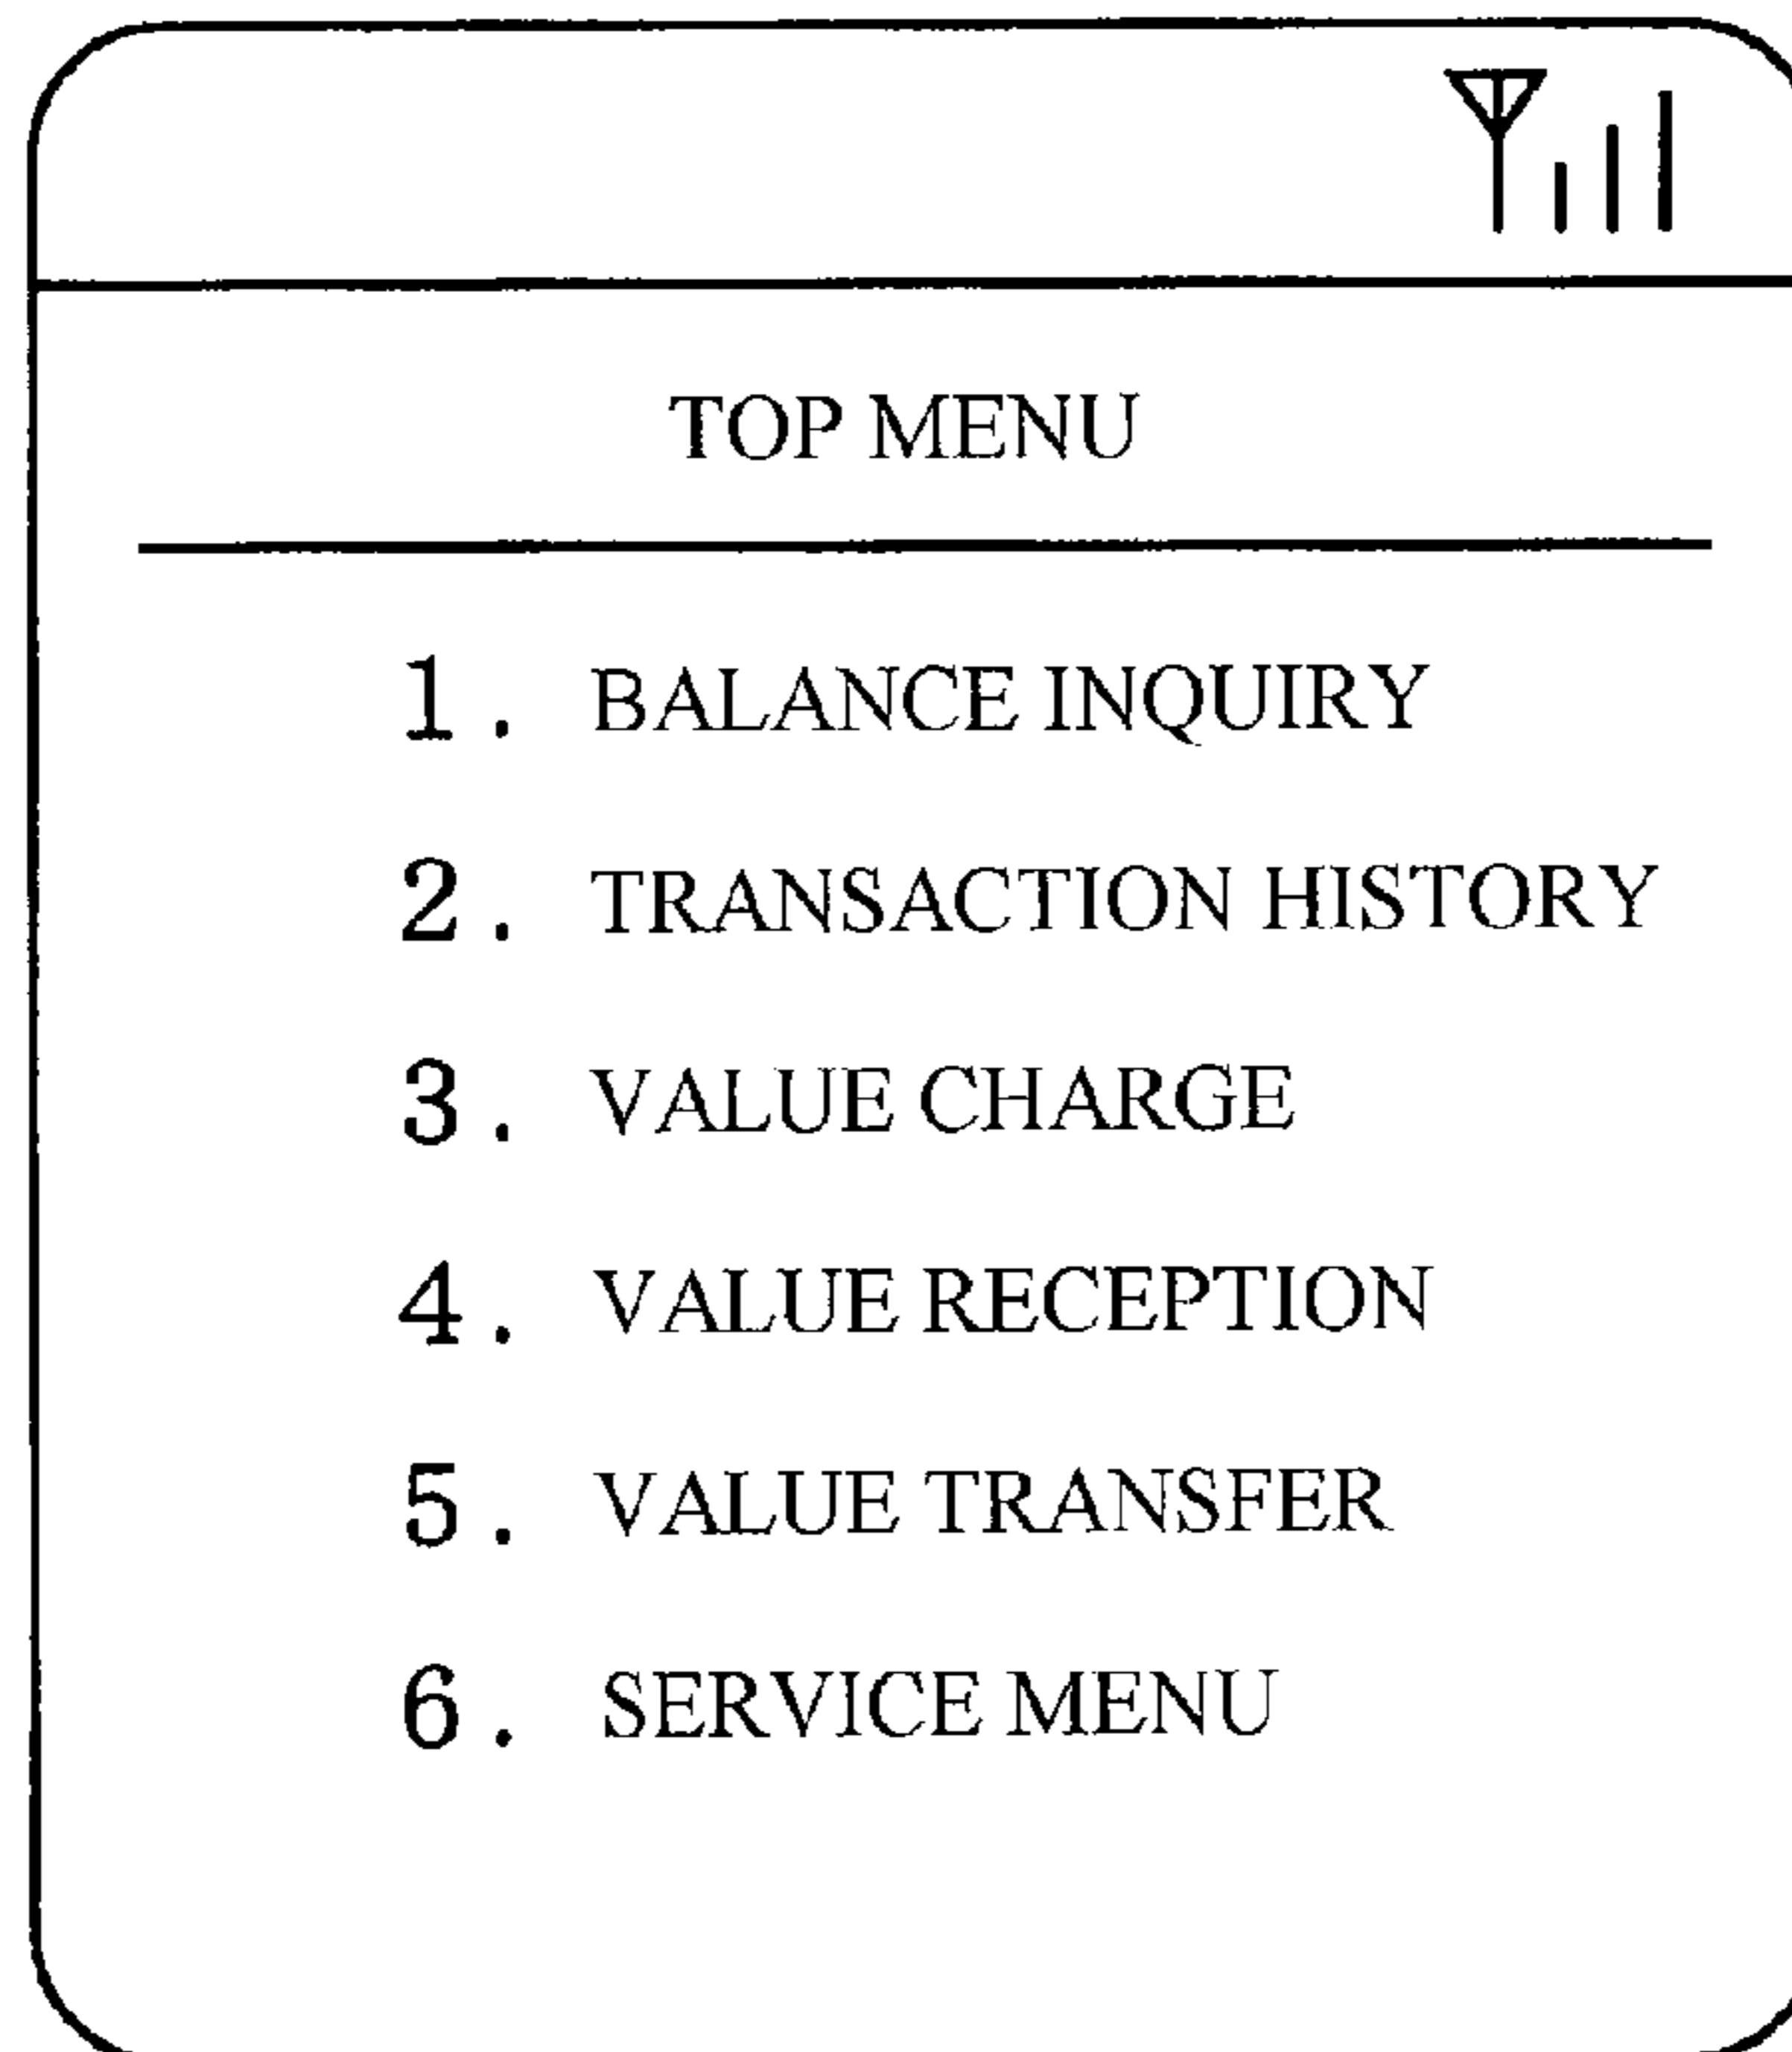 TOP MENU
1. BALANCE INQUIRY
2. TRANSACTION HISTORY
3. VALUE CHARGE
4. VALUE RECEPTION
5. VALUE TRANSFER
6. SERVICE MENU